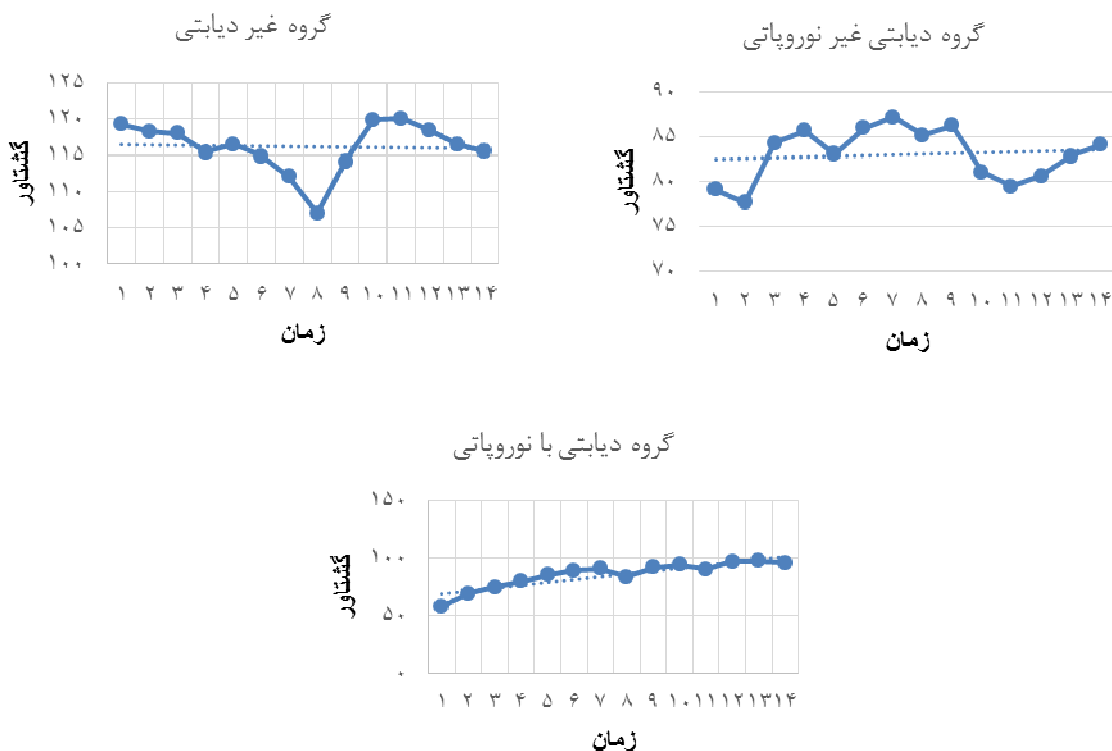 گروه غیر دیابتی
۱۲۵
۱۲۰
۱۱۵
۱۱۰
۱۰۵
۱۰۰
گشتاور
۱ ۲ ۳ ۴ ۵ ۶ ۷ ۸ ۹ ۱۰ ۱۱ ۱۲ ۱۳ ۱۴
زمان
گروه دیابتی غیر نوروپاتی
۹۰
۸۵
۸۰
۷۵
۷۰
گشتاور
۱ ۲ ۳ ۴ ۵ ۶ ۷ ۸ ۹ ۱۰ ۱۱ ۱۲ ۱۳ ۱۴
زمان
گروه دیابتی با نوروپاتی
۱۵۰
۱۰۰
۵۰
۰
گشتاور
۱ ۲ ۳ ۴ ۵ ۶ ۷ ۸ ۹ ۱۰ ۱۱ ۱۲ ۱۳ ۱۴
زمان